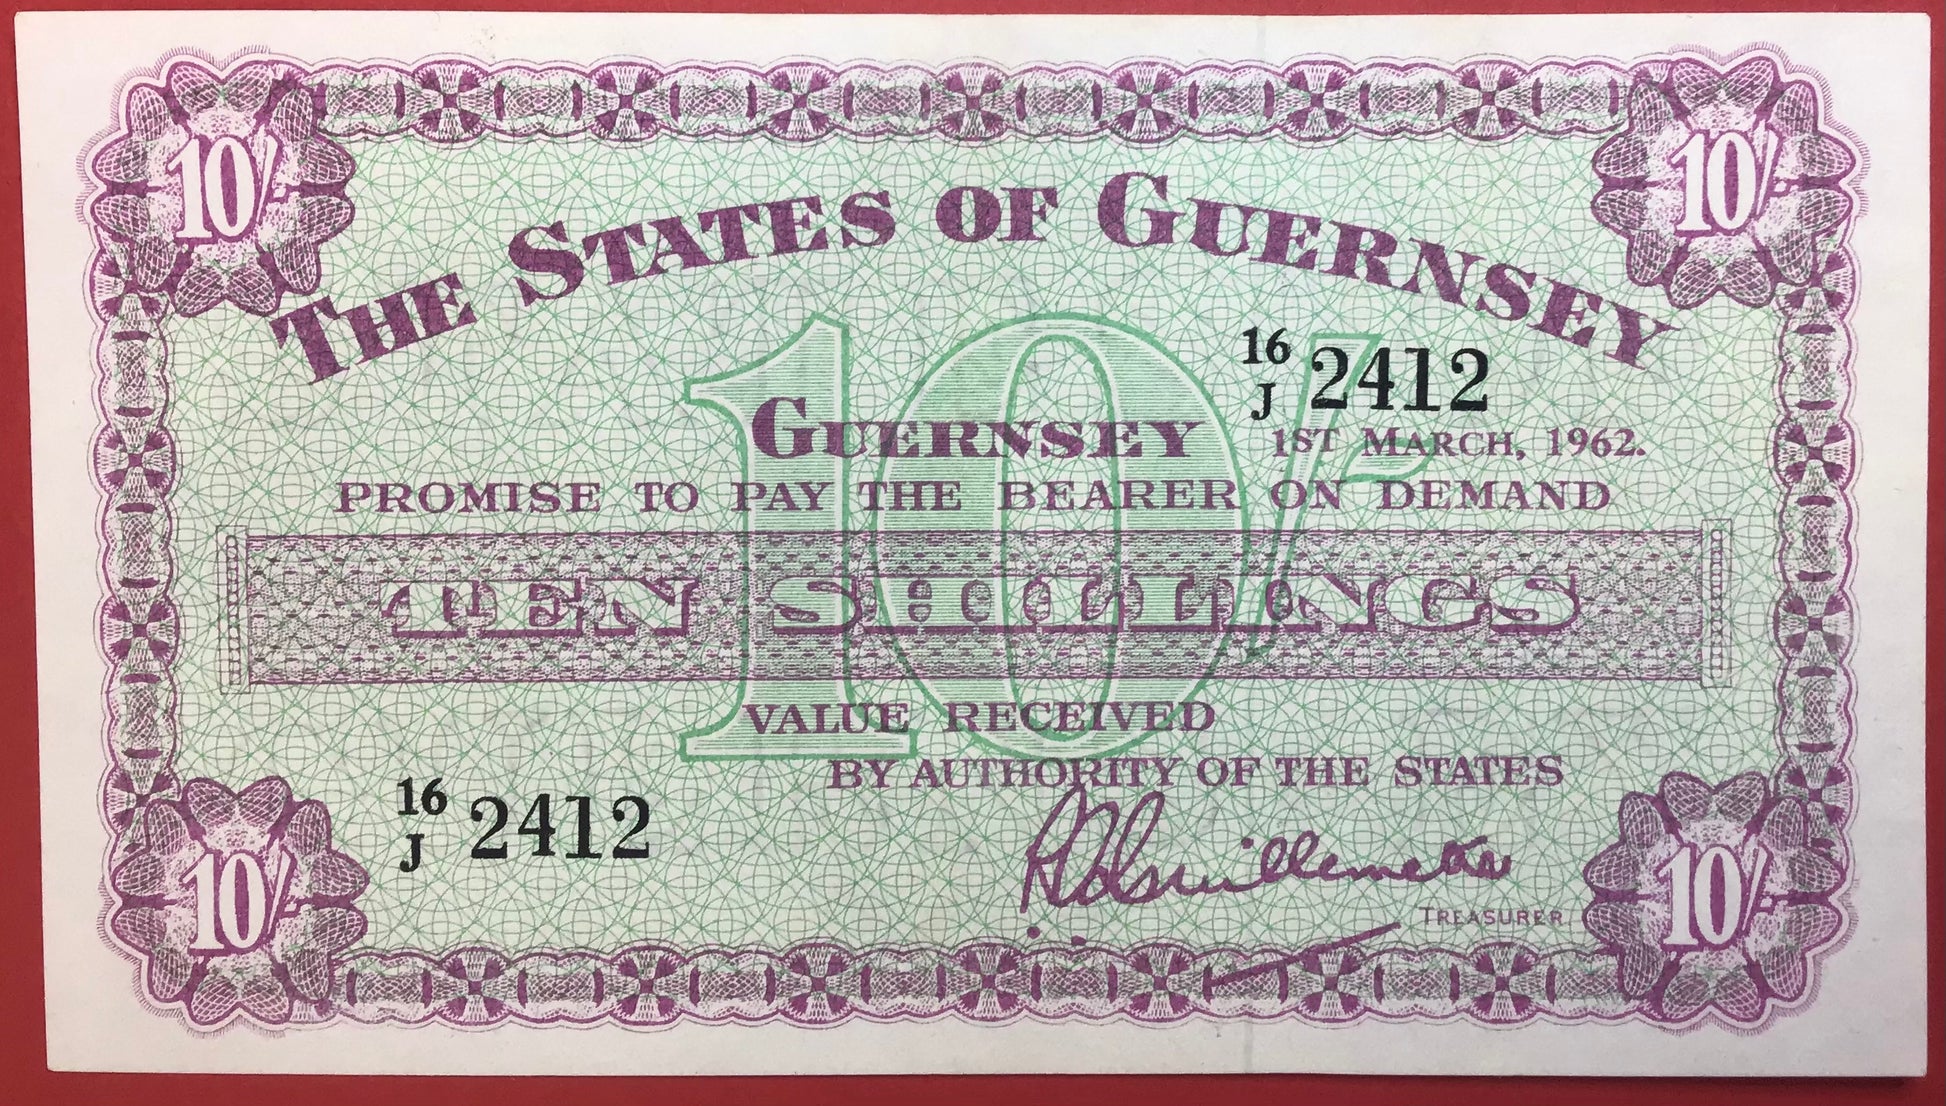 10/- 10/-
THE STATES OF GUERNSEY
10/-
16/J 2412
GUERNSEY 1ST MARCH, 1962.
PROMISE TO PAY THE BEARER ON DEMAND
TEN SHILLINGS
VALUE RECEIVED
BY AUTHORITY OF THE STATES
16/J 2412
TREASURER
10/- 10/-